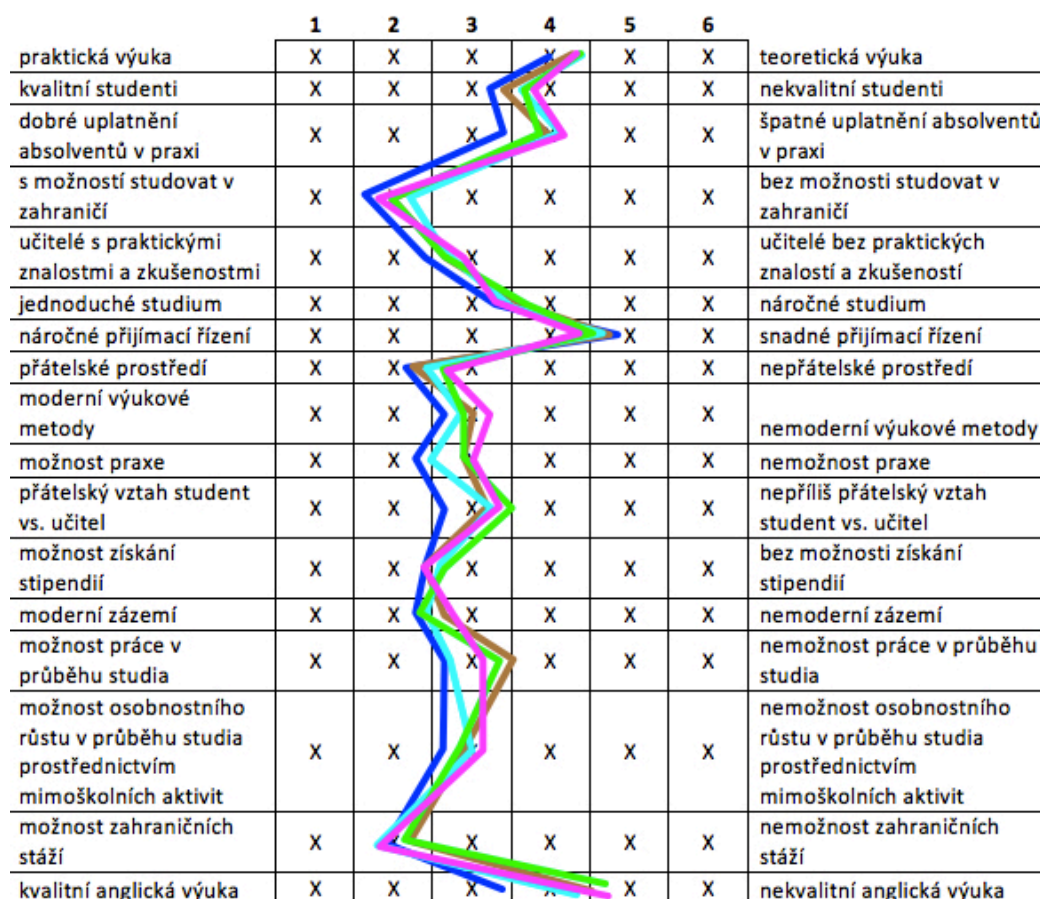 1 2 3 4 5 6
praktická výuka X X X X X X teoretická výuka
kvalitní studenti X X X X X X nekvalitní studenti
dobré uplatnění
absolventů v praxi X X X X X X špatné uplatnění absolventů
v praxi
s možností studovat v
zahraničí X X X X X bez možnosti studovat v
zahraničí
učitelé s praktickými
znalostmi a zkušenostmi X X X X X X učitelé bez praktických
znalostí a zkušeností
jednoduché studium X X X X X X náročné studium
náročné přijímací řízení X X X X X X snadné přijímací řízení
přátelské prostředí X X X X X X nepřátelské prostředí
moderní výukové
metody X X X X X X nemoderní výukové metody
možnost praxe X X X X X X nemožnost praxe
přátelský vztah student
vs. učitel X X X X X X nepříliš přátelský vztah
student vs. učitel
možnost získání
stipendií X X X X X X bez možnosti získání
stipendií
moderní zázemí X X X X X X nemoderní zázemí
možnost práce v
průběhu studia X X X X X X nemožnost práce v průběhu
studia
možnost osobnostního
růstu v průběhu studia
prostřednictvím
mimoškolních aktivit X X X X X X nemožnost osobnostního
růstu v průběhu studia
prostřednictvím
mimoškolních aktivit
možnost zahraničních
stáží X X X X X X nemožnost zahraničních
stáží
kvalitní anglická výuka X X X X X X nekvalitní anglická výuka